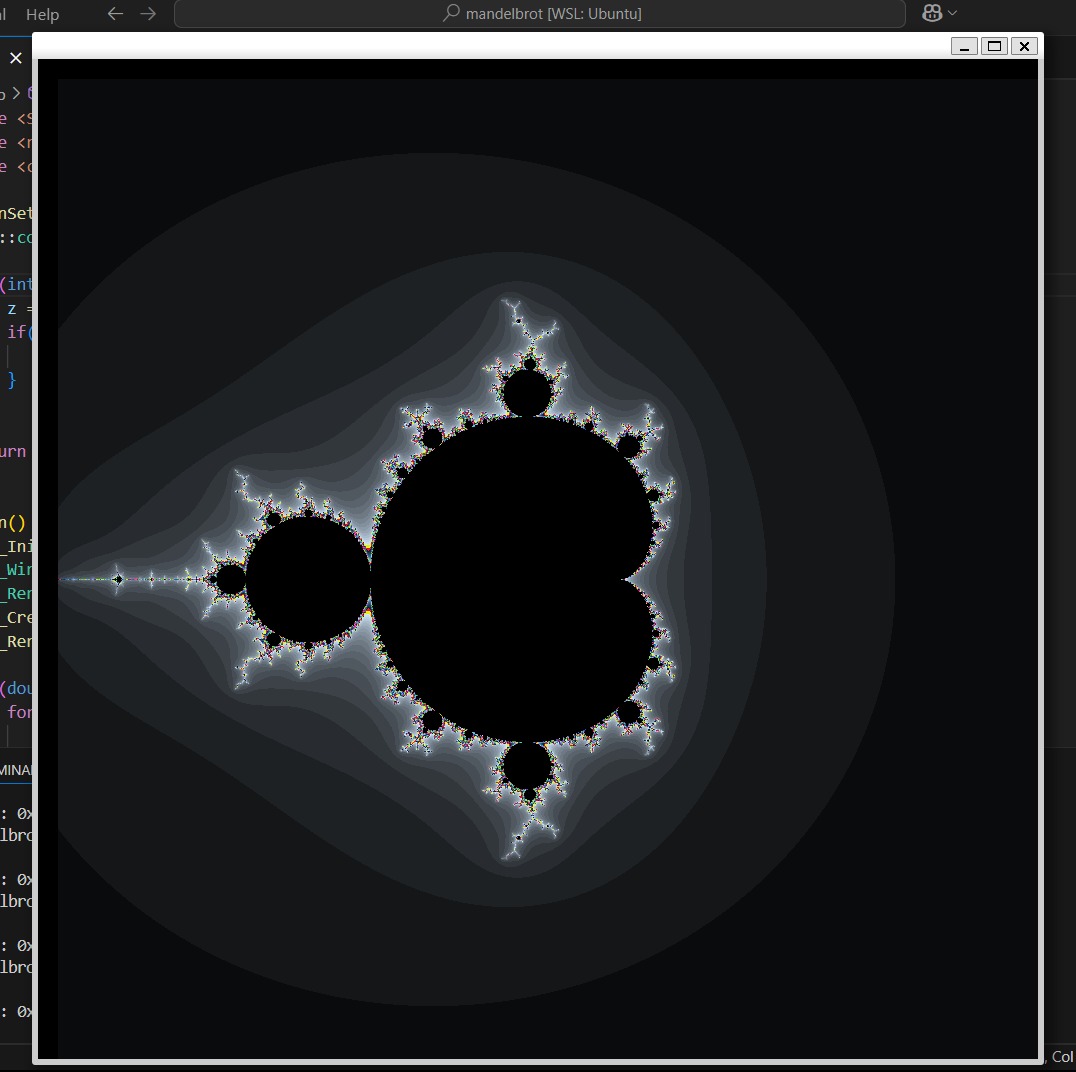 l Help mandelbrot [WSL: Ubuntu]
e <S
e <r
e <c
nSet
::co
(int
z =
if(
}
urn
n()
_Ini
_Win
_Ren
_Cre
_Ren
(dou
for
MINAL
: 0x
lbro
: 0x
lbro
: 0x
lbro
: 0x
, Col